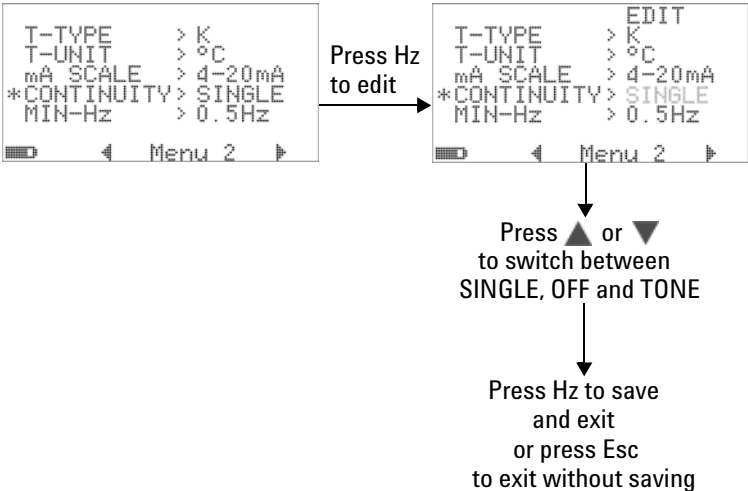 T-TYPE > K
T-UNIT > °C
mA SCALE > 4-20mA
*CONTINUITY> SINGLE
MIN-Hz > 0.5Hz
Menu 2
Press Hz
to edit
EDIT
T-TYPE > K
T-UNIT > °C
mA SCALE > 4-20mA
*CONTINUITY> SINGLE
MIN-Hz > 0.5Hz
Menu 2
Press ▲ or ▼
to switch between
SINGLE, OFF and TONE
Press Hz to save
and exit
or press Esc
to exit without saving